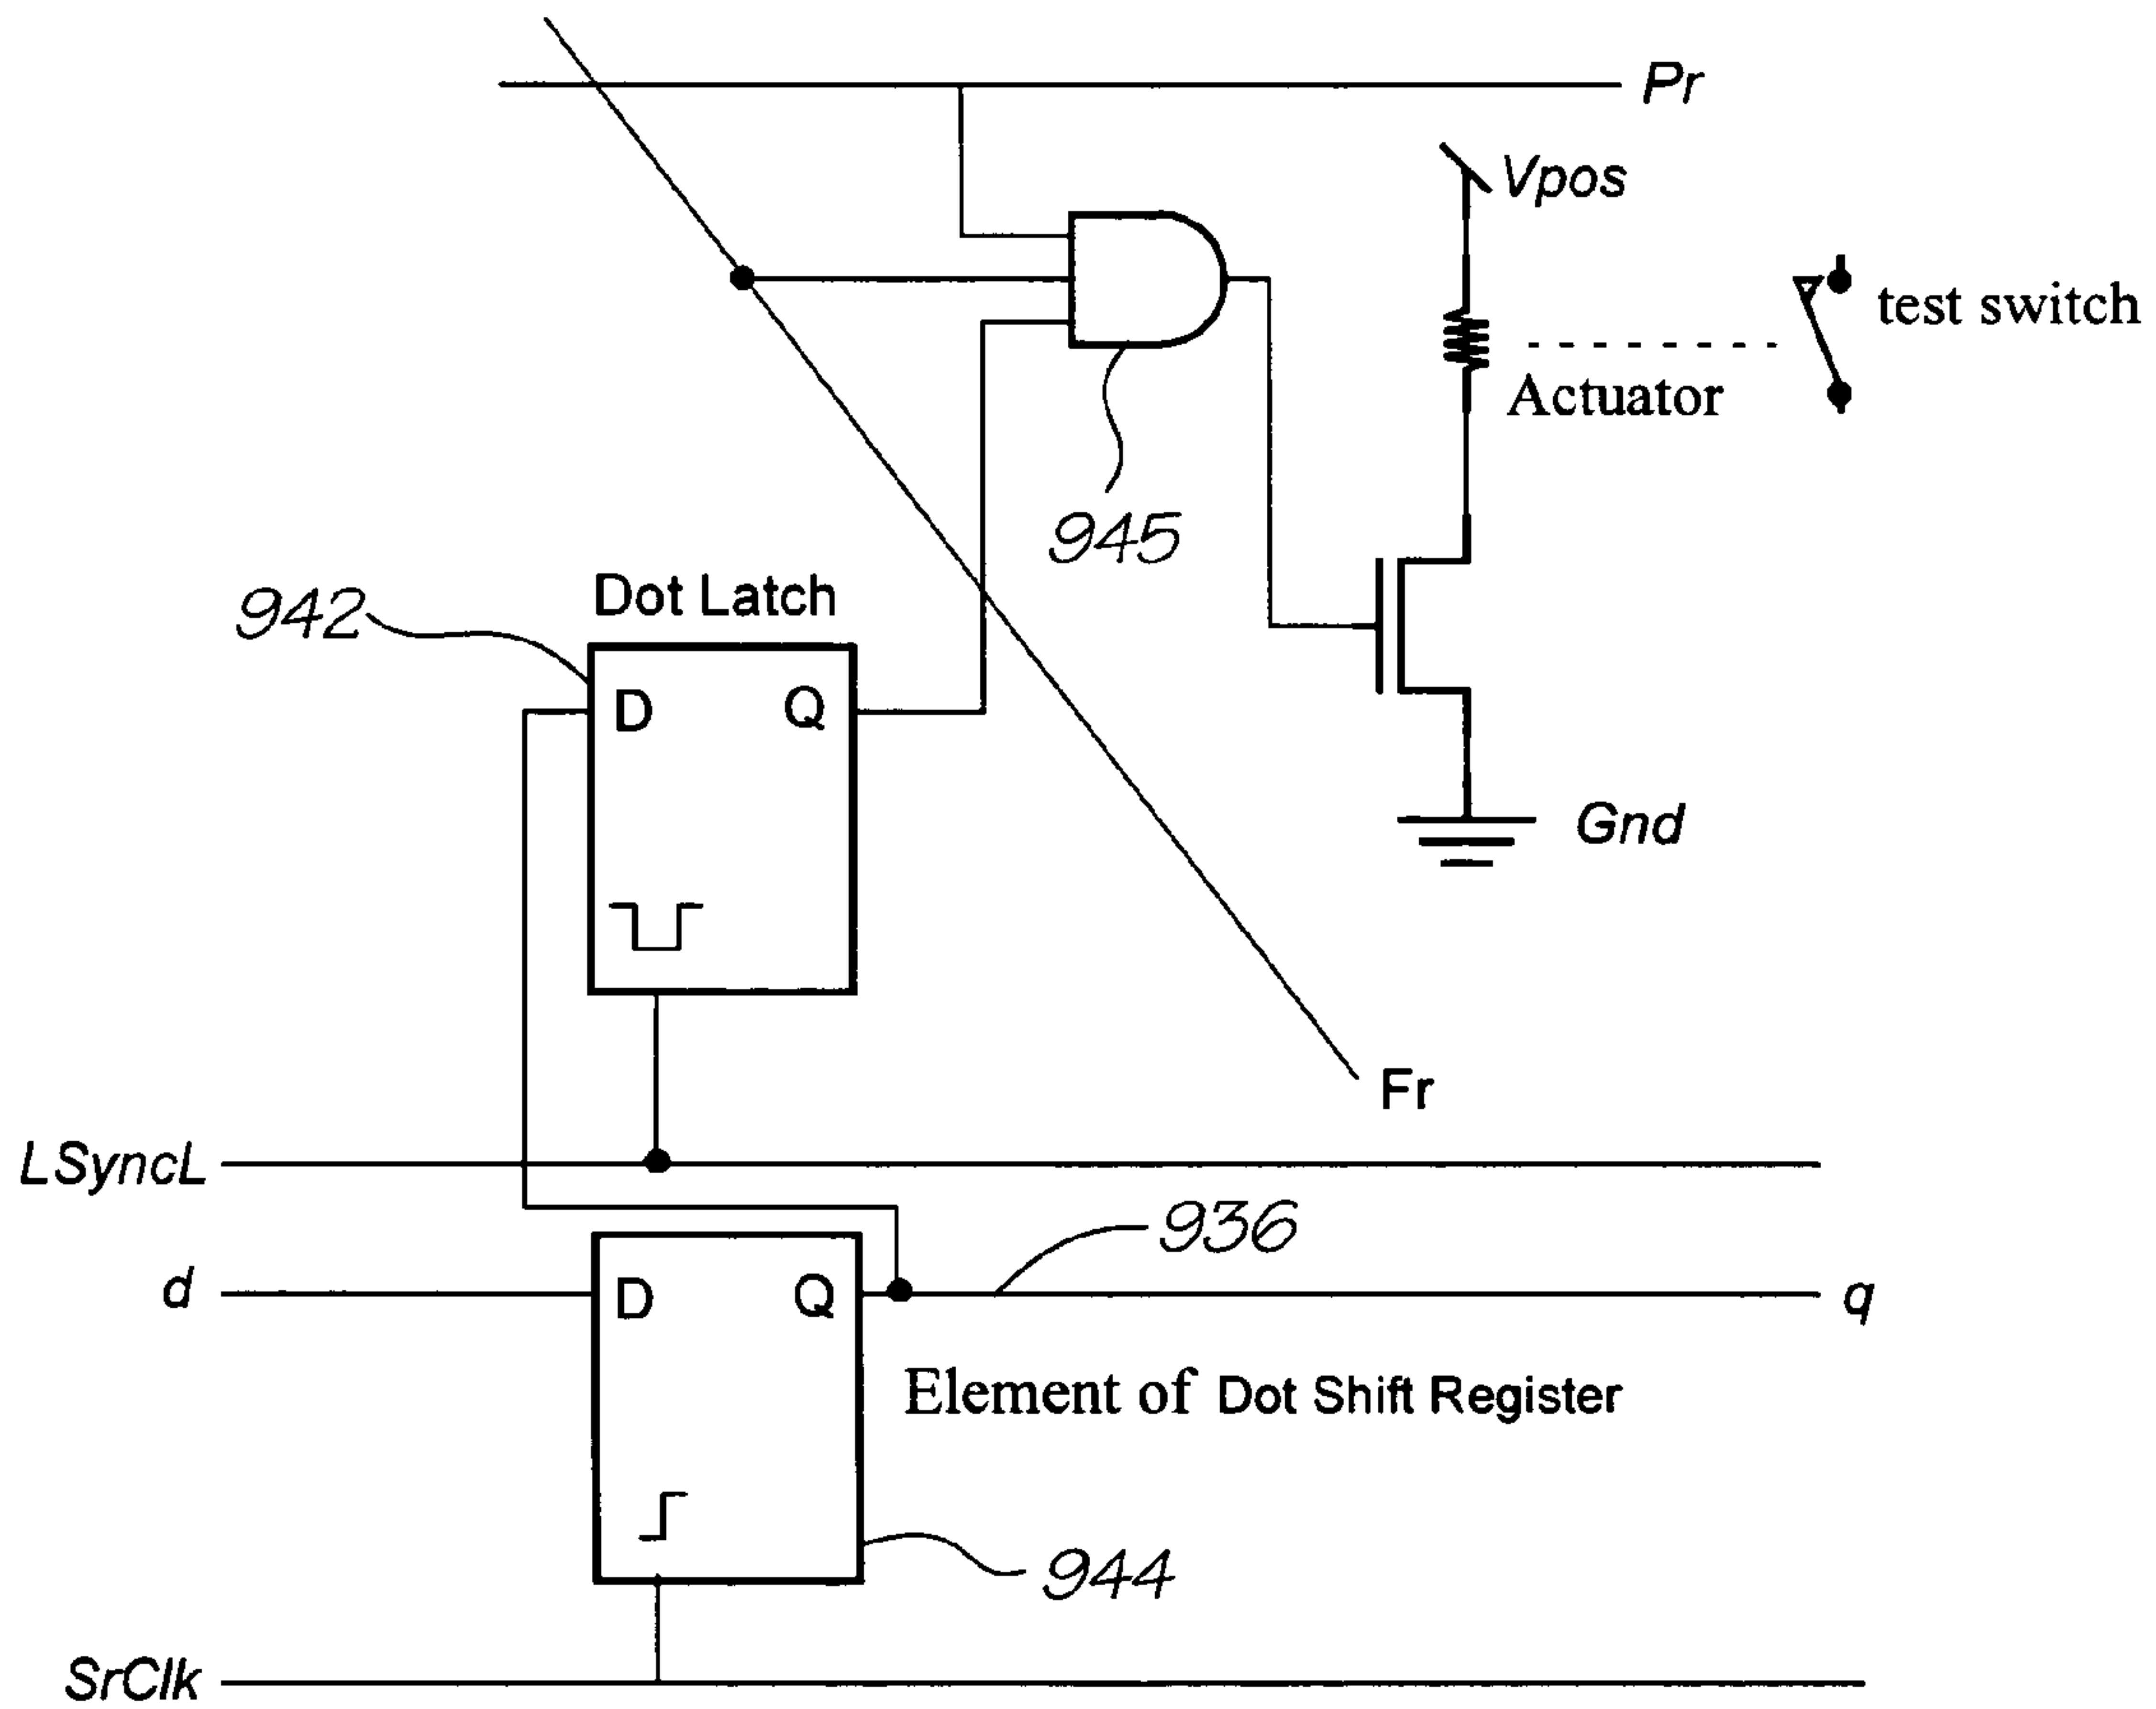 Pr
Vpos
test switch
Actuator
945
942
Dot Latch
D Q
Gnd
Fr
LSyncL
936
d
D Q
q
Element of Dot Shift Register
944
SrClk